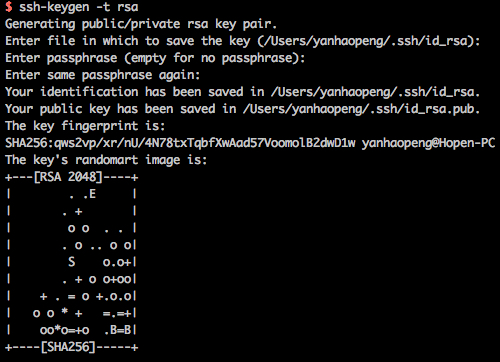 $ ssh-keygen -t rsa
Generating public/private rsa key pair.
Enter file in which to save the key (/Users/yanhaopeng/.ssh/id_rsa):
Enter passphrase (empty for no passphrase):
Enter same passphrase again:
Your identification has been saved in /Users/yanhaopeng/.ssh/id_rsa.
Your public key has been saved in /Users/yanhaopeng/.ssh/id_rsa.pub.
The key fingerprint is:
SHA256:qws2vp/xr/nU/4N78txTqbfXwAad57VoomolB2dwD1w yanhaopeng@Hopen-PC
The key's randomart image is:
+---[RSA 2048]----+
|        . .E     |
|       . +       |
|        o o  . . |
|       . o .. o o|
|        S    o.o+|
|       . + o o+oo|
|    + . = o +.o.o|
|   o o * +   =.=+|
|    oo*o=+o  .B=B|
+----[SHA256]-----+